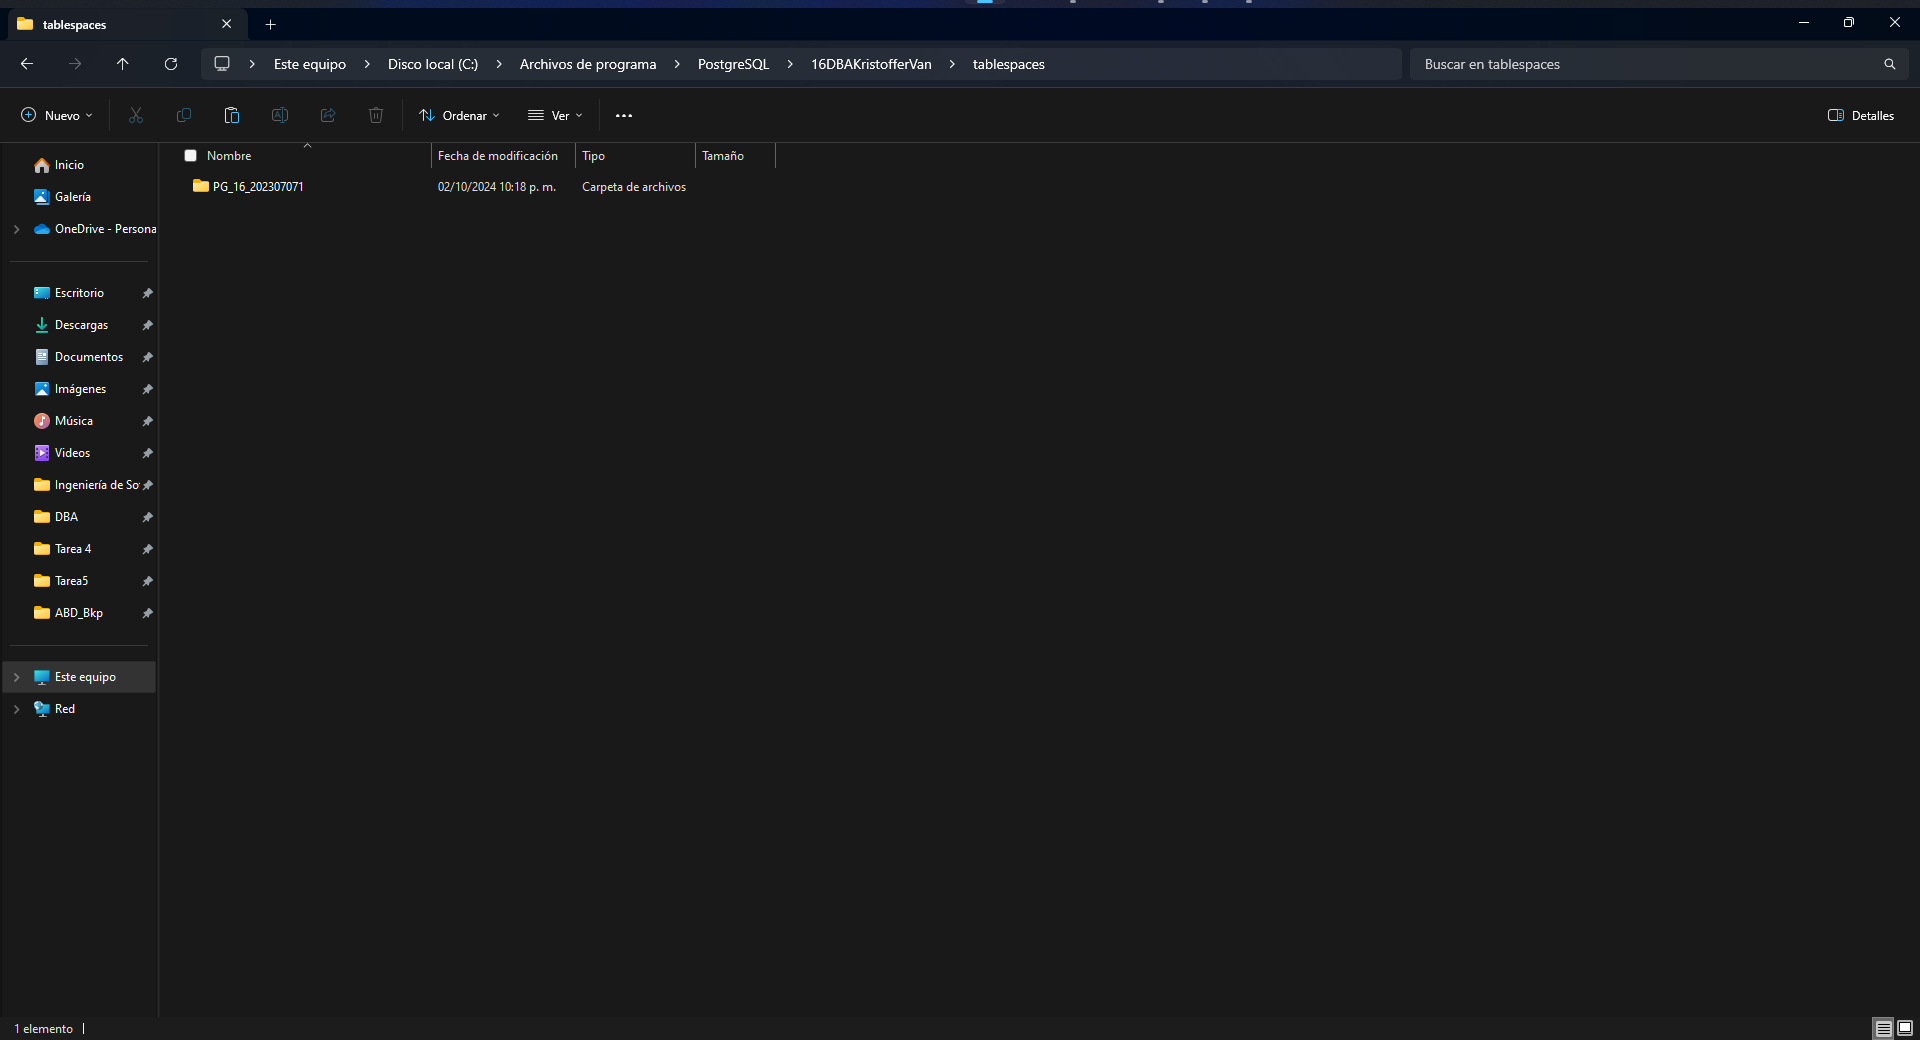 tablespaces
Este equipo > Disco local (C:) > Archivos de programa > PostgreSQL > 16DBAKristofferVan > tablespaces
Buscar en tablespaces
Nuevo
Ordenar
Ver
Detalles
Nombre
Fecha de modificación
Tipo
Tamaño
PG_16_202307071
02/10/2024 10:18 p. m.
Carpeta de archivos
Inicio
Galería
OneDrive - Persona
Escritorio
Descargas
Documentos
Imágenes
Música
Videos
Ingeniería de So
DBA
Tarea 4
Tarea5
ABD_Bkp
Este equipo
Red
1 elemento